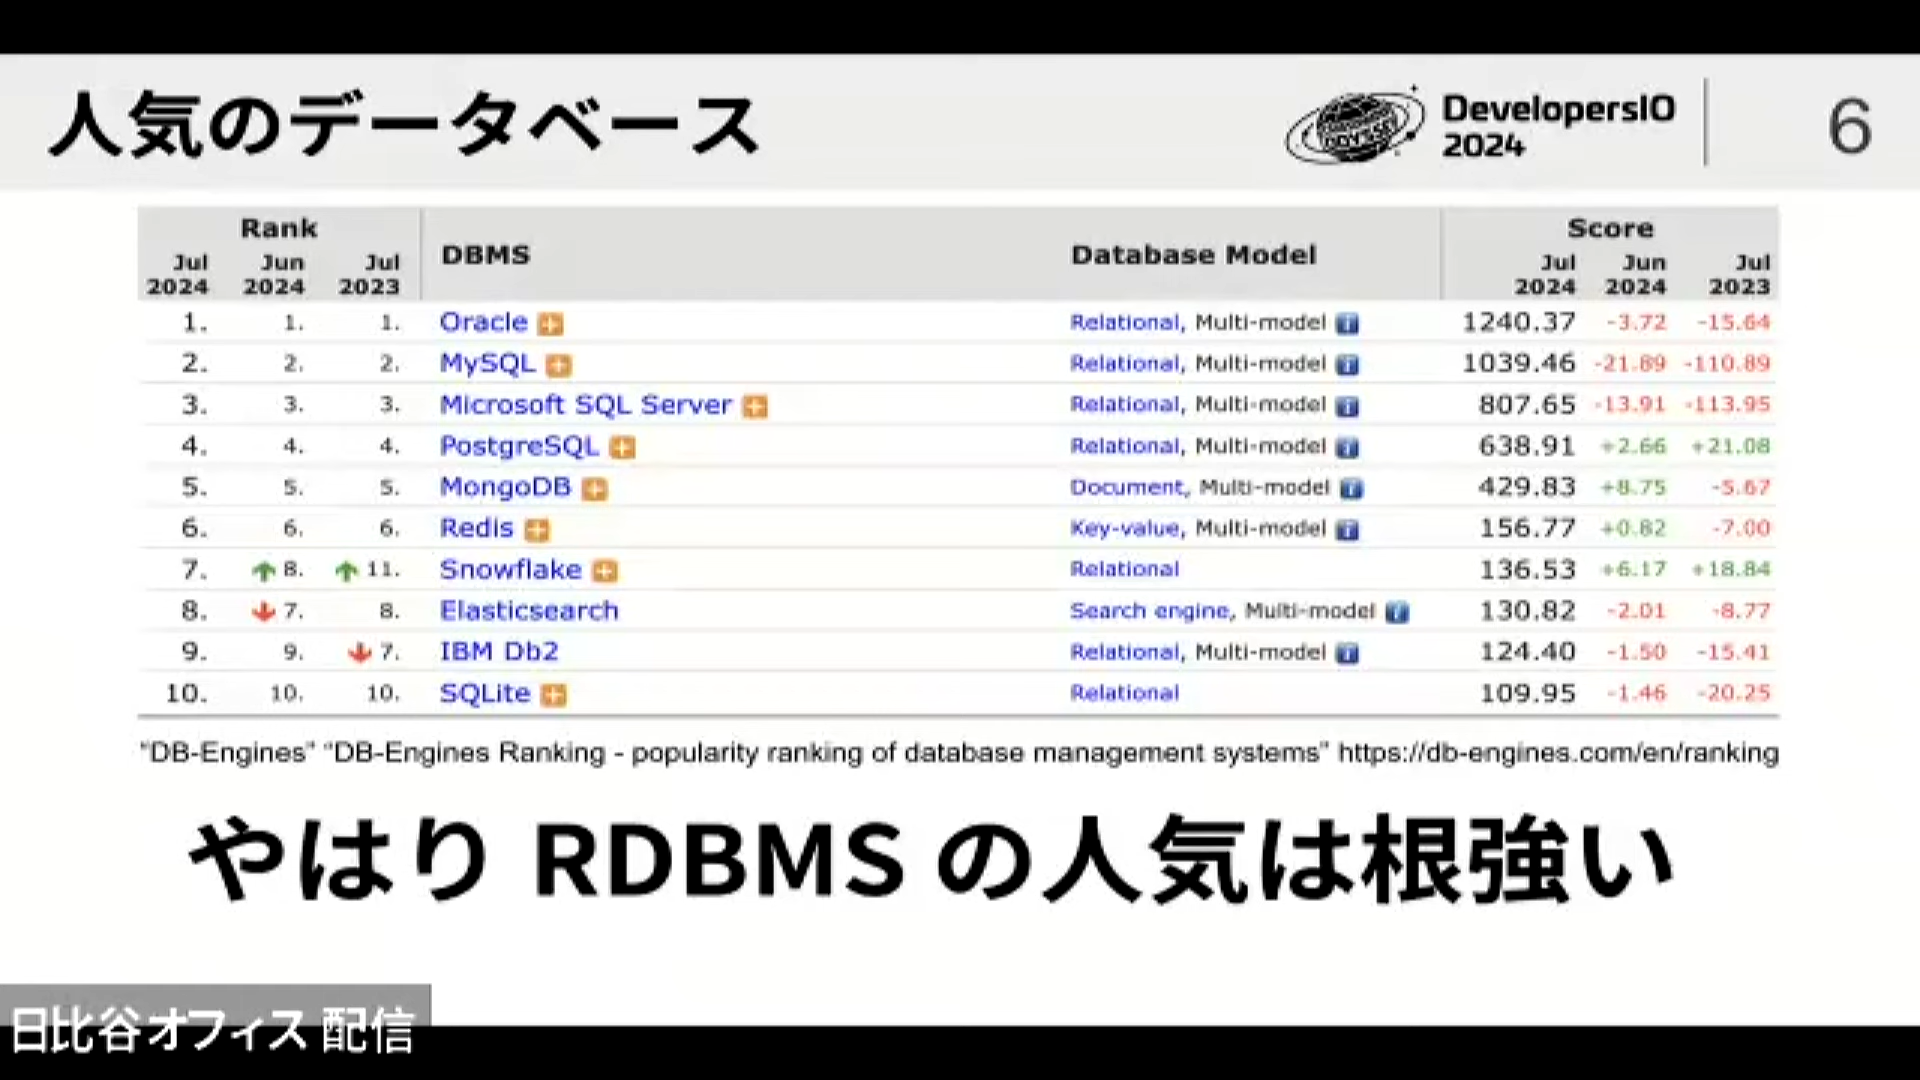 人気のデータベース
DevelopersIO
2024
6
Rank
DBMS
Database Model
Score
Jul 2024 Jun 2024 Jul 2023
Jul 2024 Jun 2024 Jul 2023
1. 1. 1. Oracle Relational, Multi-model 1240.37 -3.72 -15.64
2. 2. 2. MySQL Relational, Multi-model 1039.46 -21.89 -110.89
3. 3. 3. Microsoft SQL Server Relational, Multi-model 807.65 -13.91 -113.95
4. 4. 4. PostgreSQL Relational, Multi-model 638.91 +2.66 +21.08
5. 5. 5. MongoDB Document, Multi-model 429.83 +8.75 -5.67
6. 6. 6. Redis Key-value, Multi-model 156.77 +0.82 -7.00
7. 8. 11. Snowflake Relational 136.53 +6.17 +18.84
8. 7. 8. Elasticsearch Search engine, Multi-model 130.82 -2.01 -8.77
9. 9. 7. IBM Db2 Relational, Multi-model 124.40 -1.50 -15.41
10. 10. 10. SQLite Relational 109.95 -1.46 -20.25
"DB-Engines" "DB-Engines Ranking - popularity ranking of database management systems" https://db-engines.com/en/ranking
やはり RDBMS の人気は根強い
日比谷オフィス 配信